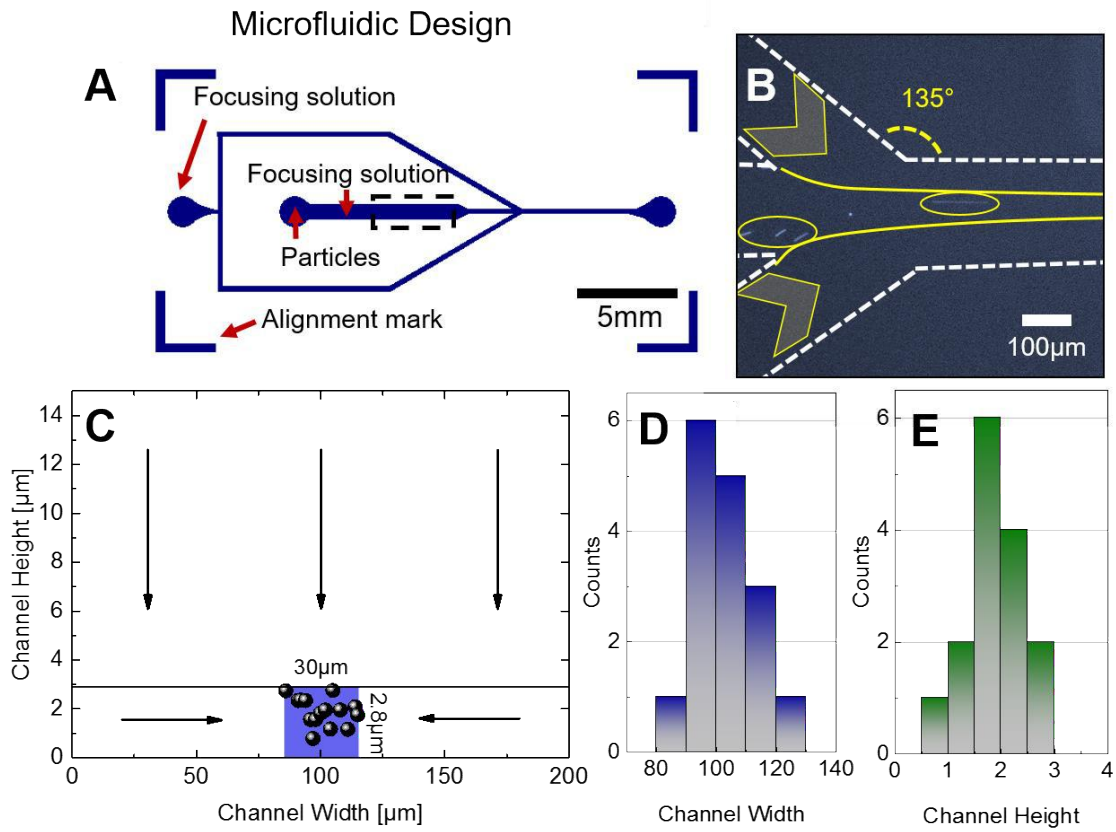 Microfluidic Design
A
Focusing solution
Focusing solution
Particles
Alignment mark
5mm
B
135°
100µm
C
Channel Height [µm]
14
12
10
8
6
4
2
0
30µm
2.8µm
0
50
100
150
200
Channel Width [µm]
D
Counts
6
4
2
0
80
100
120
140
Channel Width
E
Counts
6
4
2
0
0
1
2
3
4
Channel Height